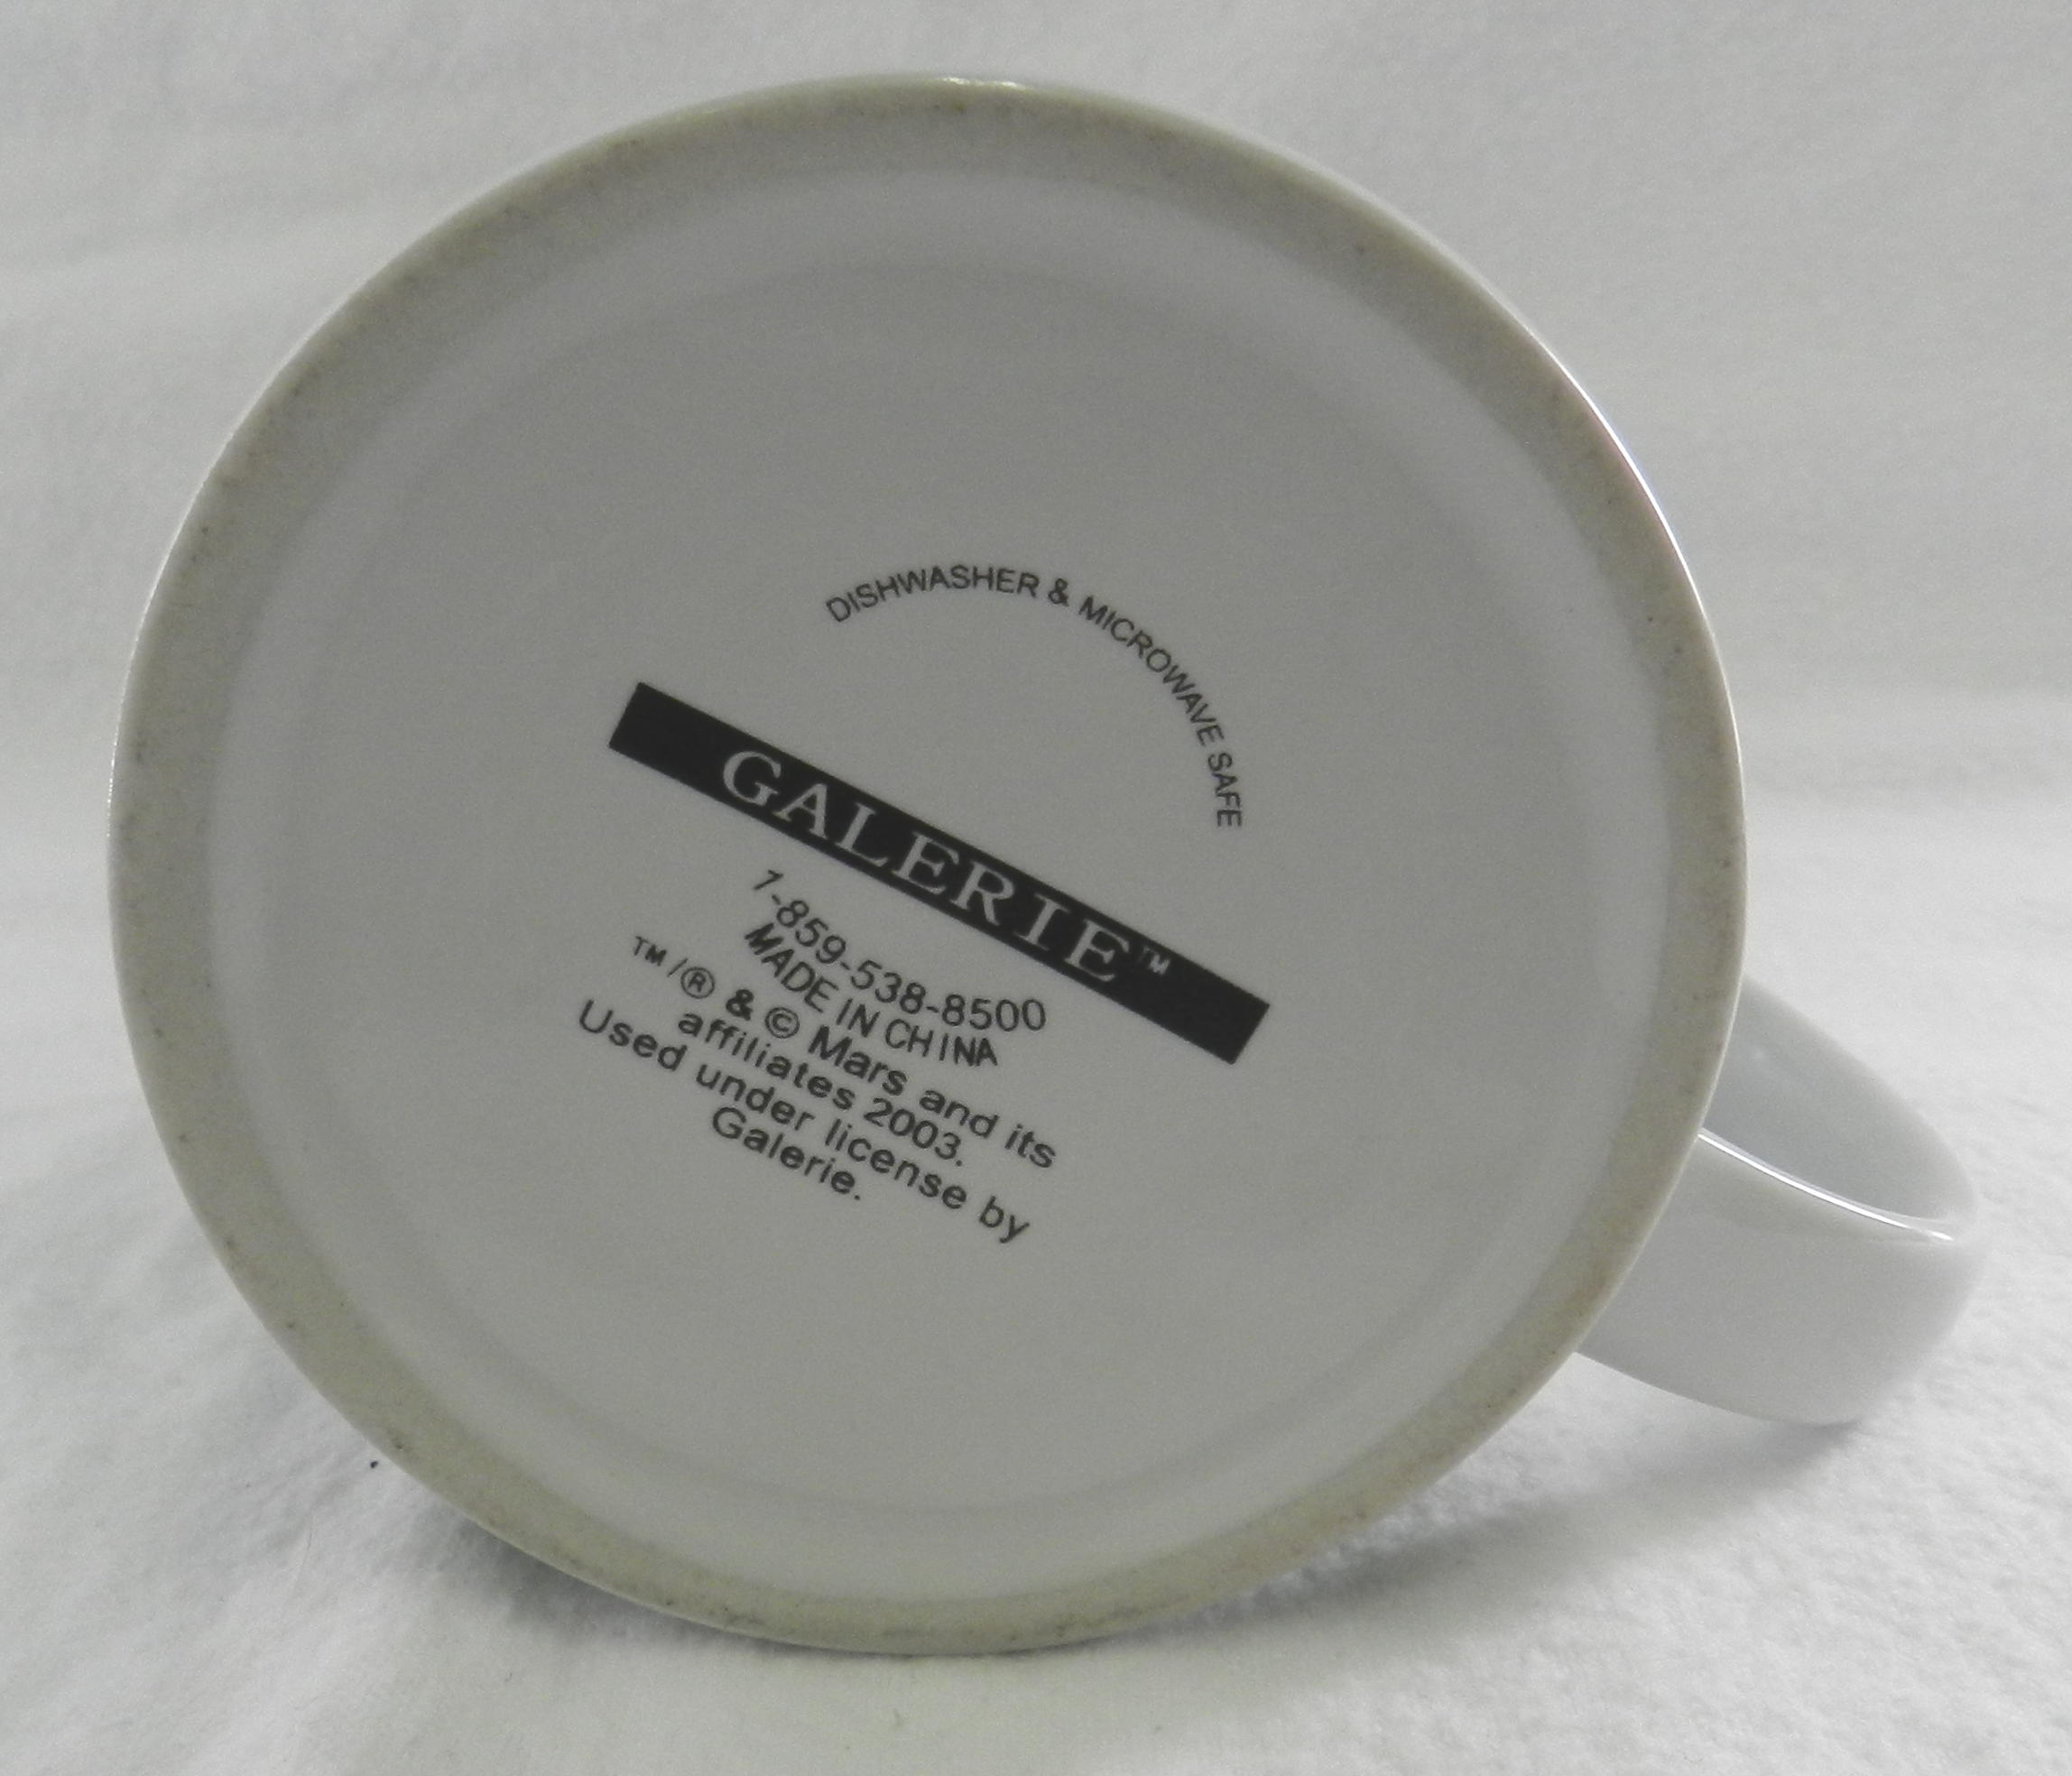 DISHWASHER & MICROWAVE SAFE
GALERIE™
1-859-538-8500
MADE IN CHINA
™/® & © Mars and its
affiliates 2003.
Used under license by
Galerie.